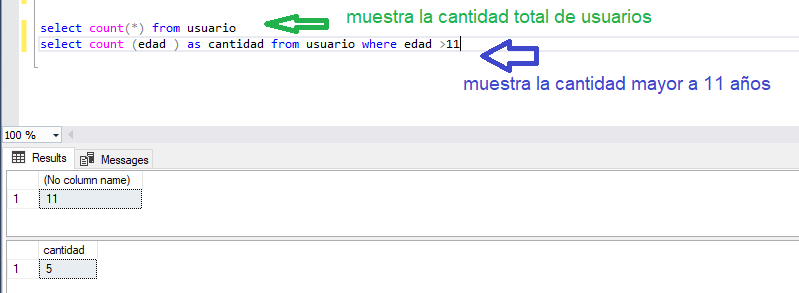 muestra la cantidad total de usuarios
select count(*) from usuario
select count (edad ) as cantidad from usuario where edad >11
muestra la cantidad mayor a 11 años
100 %
Results
Messages
(No column name)
1
11
cantidad
1
5